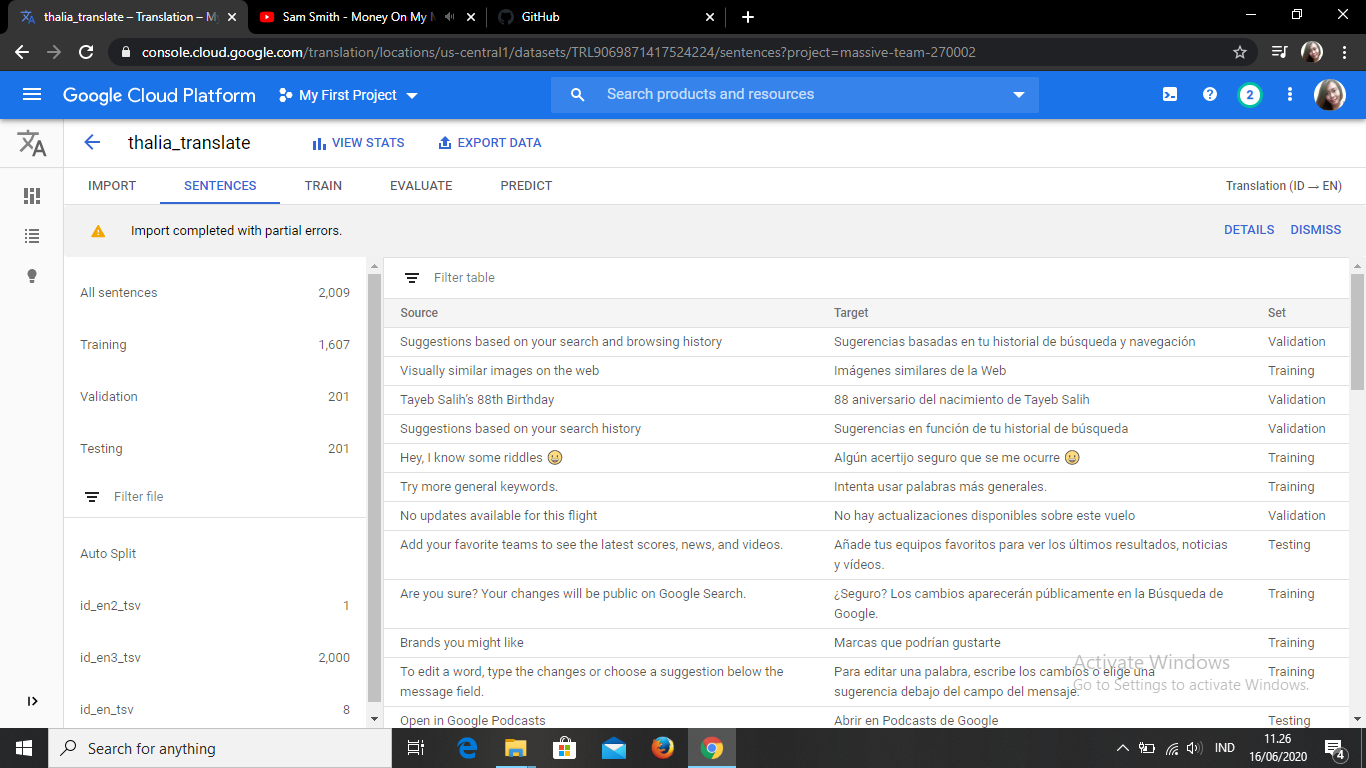 thalia_translate – Translation – My
Sam Smith - Money On My M
GitHub
console.cloud.google.com/translation/locations/us-central1/datasets/TRL9069871417524224/sentences?project=massive-team-270002
Google Cloud Platform
My First Project
Search products and resources
2
thalia_translate
VIEW STATS
EXPORT DATA
IMPORT
SENTENCES
TRAIN
EVALUATE
PREDICT
Translation (ID → EN)
Import completed with partial errors.
DETAILS
DISMISS
All sentences 2,009
Training 1,607
Validation 201
Testing 201
Filter file
Auto Split
id_en2_tsv 1
id_en3_tsv 2,000
id_en_tsv 8
Filter table
Source Target Set
Suggestions based on your search and browsing history Sugerencias basadas en tu historial de búsqueda y navegación Validation
Visually similar images on the web Imágenes similares de la Web Training
Tayeb Salih's 88th Birthday 88 aniversario del nacimiento de Tayeb Salih Validation
Suggestions based on your search history Sugerencias en función de tu historial de búsqueda Validation
Hey, I know some riddles 😀 Algún acertijo seguro que se me ocurre 😀 Training
Try more general keywords. Intenta usar palabras más generales. Training
No updates available for this flight No hay actualizaciones disponibles sobre este vuelo Validation
Add your favorite teams to see the latest scores, news, and videos. Añade tus equipos favoritos para ver los últimos resultados, noticias Testing
y vídeos.
Are you sure? Your changes will be public on Google Search. ¿Seguro? Los cambios aparecerán públicamente en la Búsqueda de Training
Google.
Brands you might like Marcas que podrían gustarte Training
To edit a word, type the changes or choose a suggestion below the Para editar una palabra, escribe los cambios o elige una Training
message field. sugerencia debajo del campo del mensaje.
Open in Google Podcasts Abrir en Podcasts de Google Testing
Activate Windows
Go to Settings to activate Windows.
Search for anything
IND
11.26
16/06/2020
4